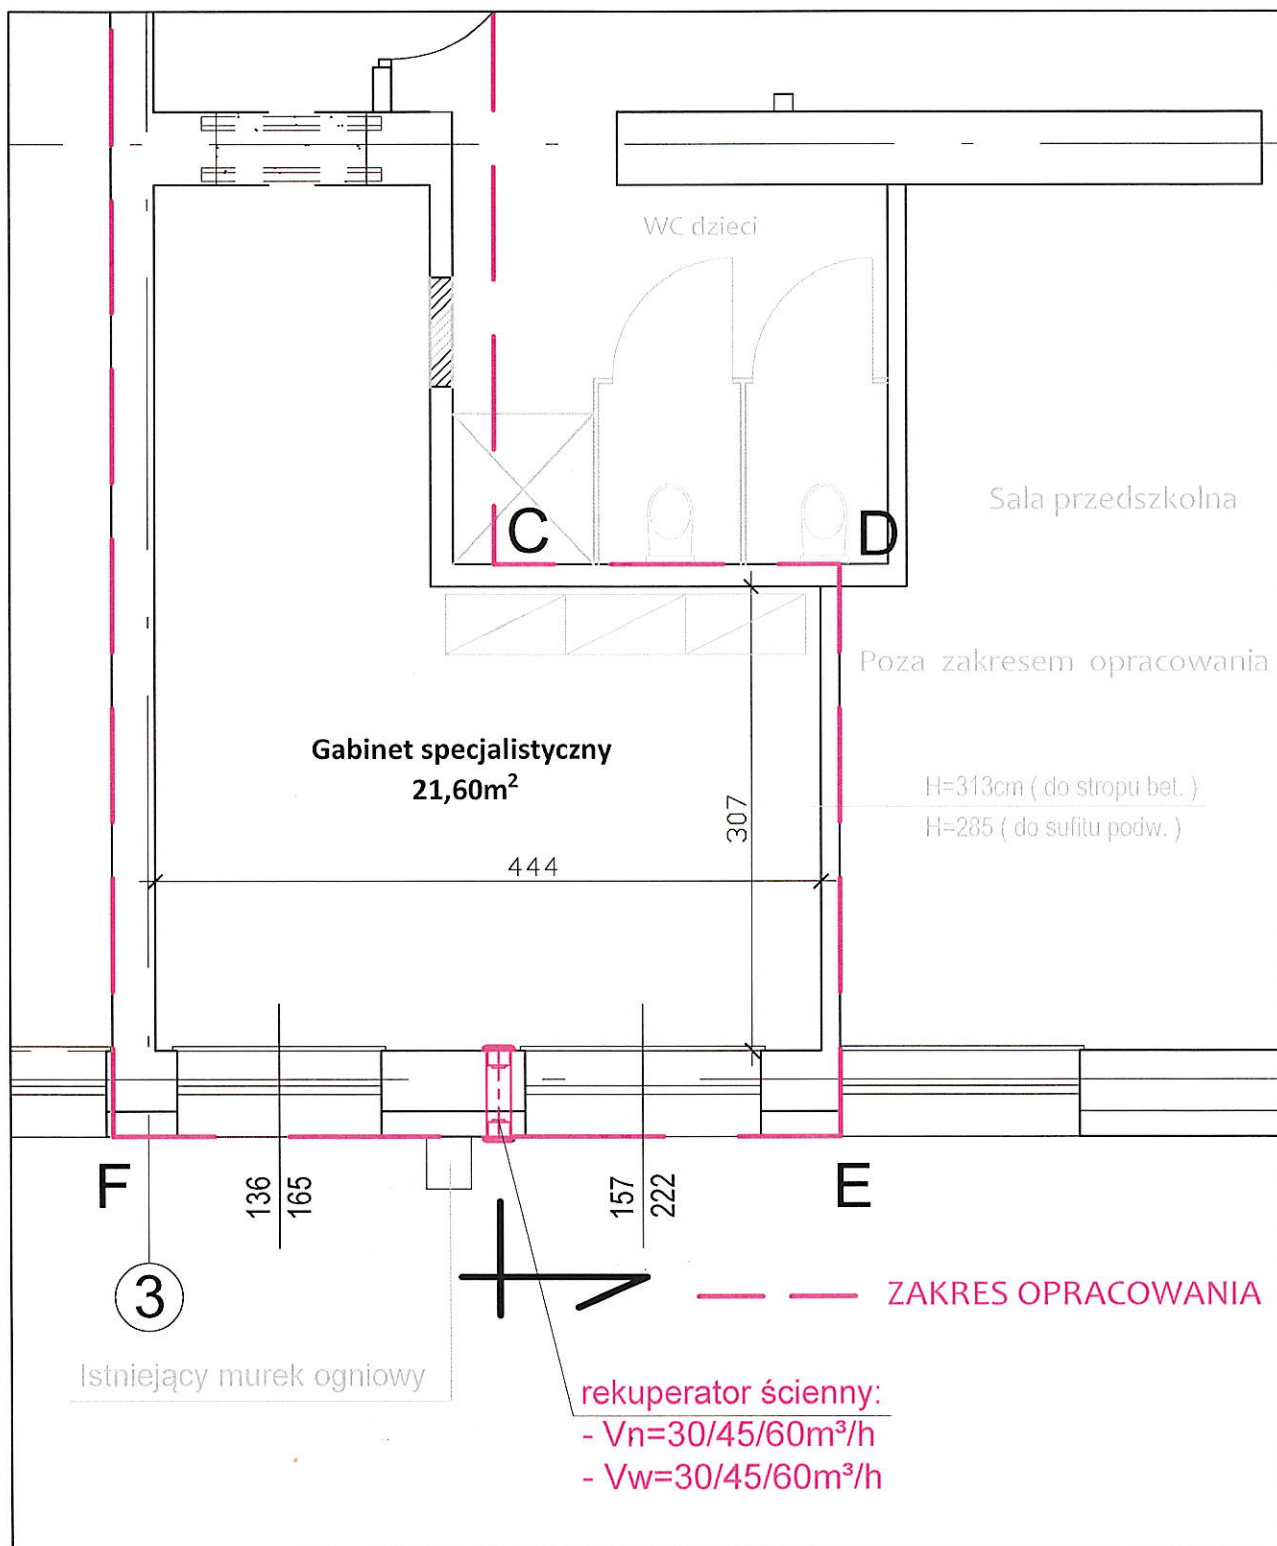 WC dzieci
C
D
Sala przedszkolna
Poza zakresem opracowania
Gabinet specjalistyczny
21,60m²
H=313cm ( do stropu bet. )
H=285 ( do sufitu podw. )
307
444
F
136
165
157
222
E
3
ZAKRES OPRACOWANIA
Istniejący murek ogniowy
rekuperator ścienny:
- Vn=30/45/60m³/h
- Vw=30/45/60m³/h